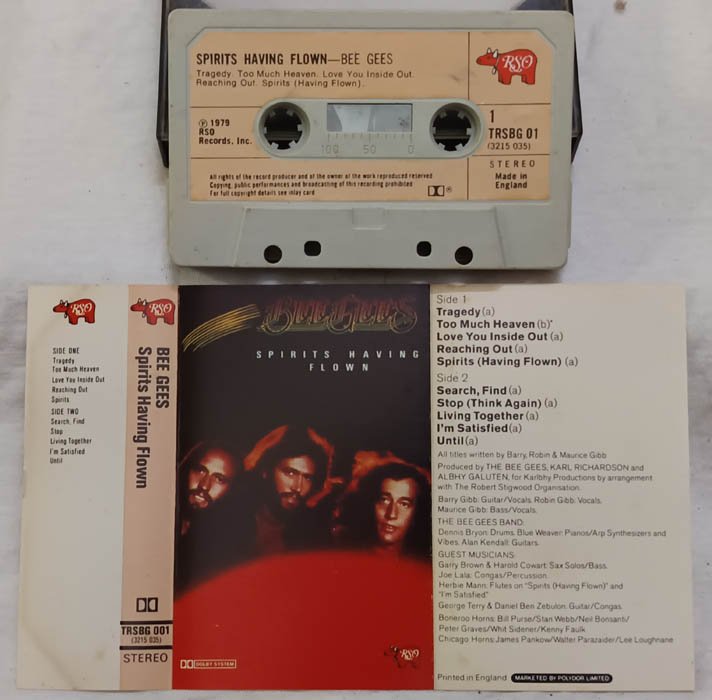 SPIRITS HAVING FLOWN—BEE GEES
Tragedy. Too Much Heaven. Love You Inside Out.
Reaching Out. Spirits (Having Flown).
RSO
℗ 1979
RSO
Records, Inc.
100 50 0
1
TRSBG 01
(3215 035)
STEREO
Made in
England
All rights of the record producer and of the owner of the work reproduced reserved
Copying, public performances and broadcasting of this recording prohibited
For full copyright details see inlay card
RSO
SIDE ONE
Tragedy
Too Much Heaven
Love You Inside Out
Reaching Out
Spirits
SIDE TWO
Search, Find
Stop
Living Together
I'm Satisfied
Until
RSO
BEE GEES
Spirits Having Flown
TRSBG 001
(3215 035)
STEREO
BEE GEES
SPIRITS HAVING
FLOWN
DOLBY SYSTEM
RSO
Side 1
Tragedy (a)
Too Much Heaven (b)*
Love You Inside Out (a)
Reaching Out (a)
Spirits (Having Flown) (a)
Side 2
Search, Find (a)
Stop (Think Again) (a)
Living Together (a)
I'm Satisfied (a)
Until (a)
All titles written by Barry, Robin & Maurice Gibb
Produced by THE BEE GEES, KARL RICHARDSON and
ALBHY GALUTEN, for Karlbhy Productions by arrangement
with The Robert Stigwood Organisation.
Barry Gibb: Guitar/Vocals. Robin Gibb: Vocals.
Maurice Gibb: Bass/Vocals.
THE BEE GEES BAND:
Dennis Bryon: Drums. Blue Weaver: Pianos/Arp Synthesizers and
Vibes. Alan Kendall: Guitars.
GUEST MUSICIANS:
Garry Brown & Harold Cowart: Sax Solos/Bass.
Joe Lala: Congas/Percussion.
Herbie Mann: Flutes on "Spirits (Having Flown)" and
"I'm Satisfied".
George Terry & Daniel Ben Zebulon: Guitar/Congas.
Boneroo Horns: Bill Purse/Stan Webb/Neil Bonsanti/
Peter Graves/Whit Sidener/Kenny Faulk
Chicago Horns: James Pankow/Walter Parazaider/Lee Loughnane
Printed in England MARKETED BY POLYDOR LIMITED